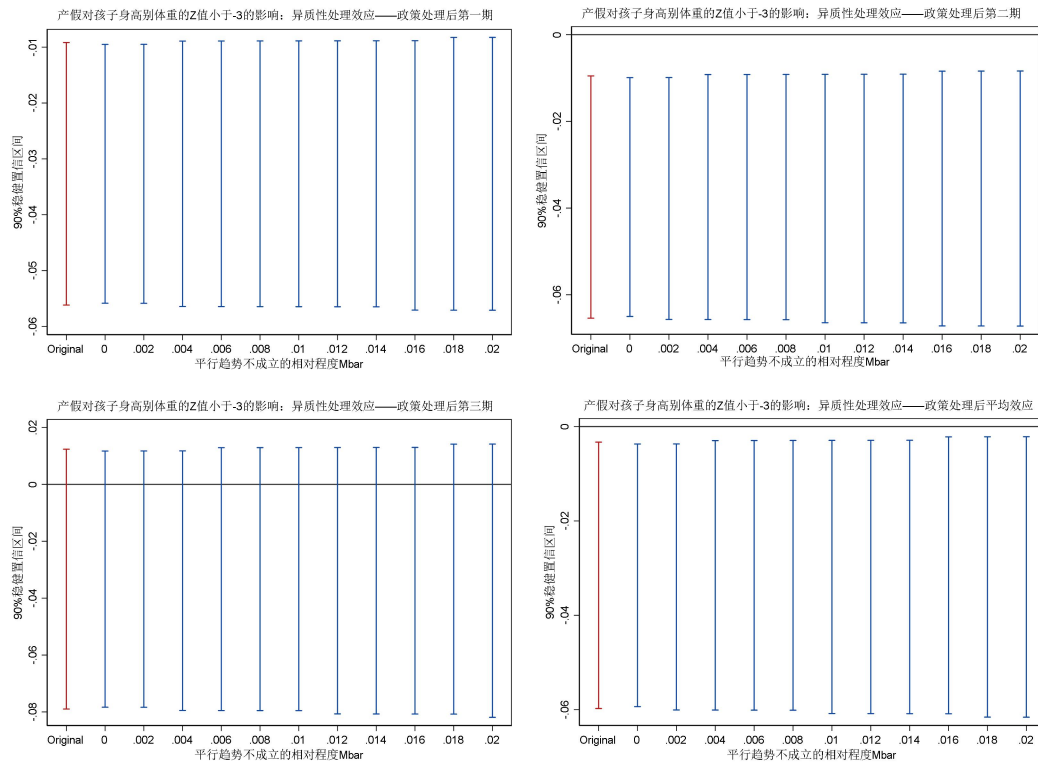 产假对孩子身高别体重的Z值小于-3的影响：异质性处理效应——政策处理后第一期
90%稳健置信区间
-.01
-.02
-.03
-.04
-.05
-.06
Original 0 .002 .004 .006 .008 .01 .012 .014 .016 .018 .02
平行趋势不成立的相对程度Mbar
产假对孩子身高别体重的Z值小于-3的影响：异质性处理效应——政策处理后第二期
90%稳健置信区间
0
-.02
-.04
-.06
Original 0 .002 .004 .006 .008 .01 .012 .014 .016 .018 .02
平行趋势不成立的相对程度Mbar
产假对孩子身高别体重的Z值小于-3的影响：异质性处理效应——政策处理后第三期
90%稳健置信区间
.02
0
-.02
-.04
-.06
-.08
Original 0 .002 .004 .006 .008 .01 .012 .014 .016 .018 .02
平行趋势不成立的相对程度Mbar
产假对孩子身高别体重的Z值小于-3的影响：异质性处理效应——政策处理后平均效应
90%稳健置信区间
0
-.02
-.04
-.06
Original 0 .002 .004 .006 .008 .01 .012 .014 .016 .018 .02
平行趋势不成立的相对程度Mbar